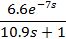 6.6e^{-7s}
10.9s + 1